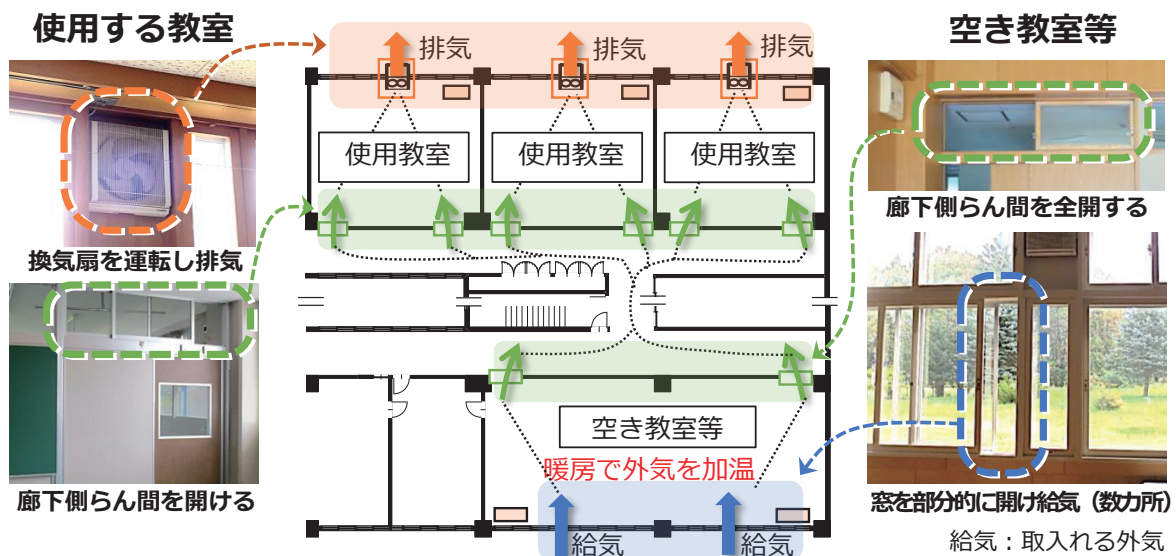 使用する教室
空き教室等
排気
排気
排気
使用教室
使用教室
使用教室
換気扇を運転し排気
廊下側らん間を全開する
空き教室等
暖房で外気を加温
廊下側らん間を開ける
給気
給気
窓を部分的に開け給気（数カ所）
給気：取入れる外気